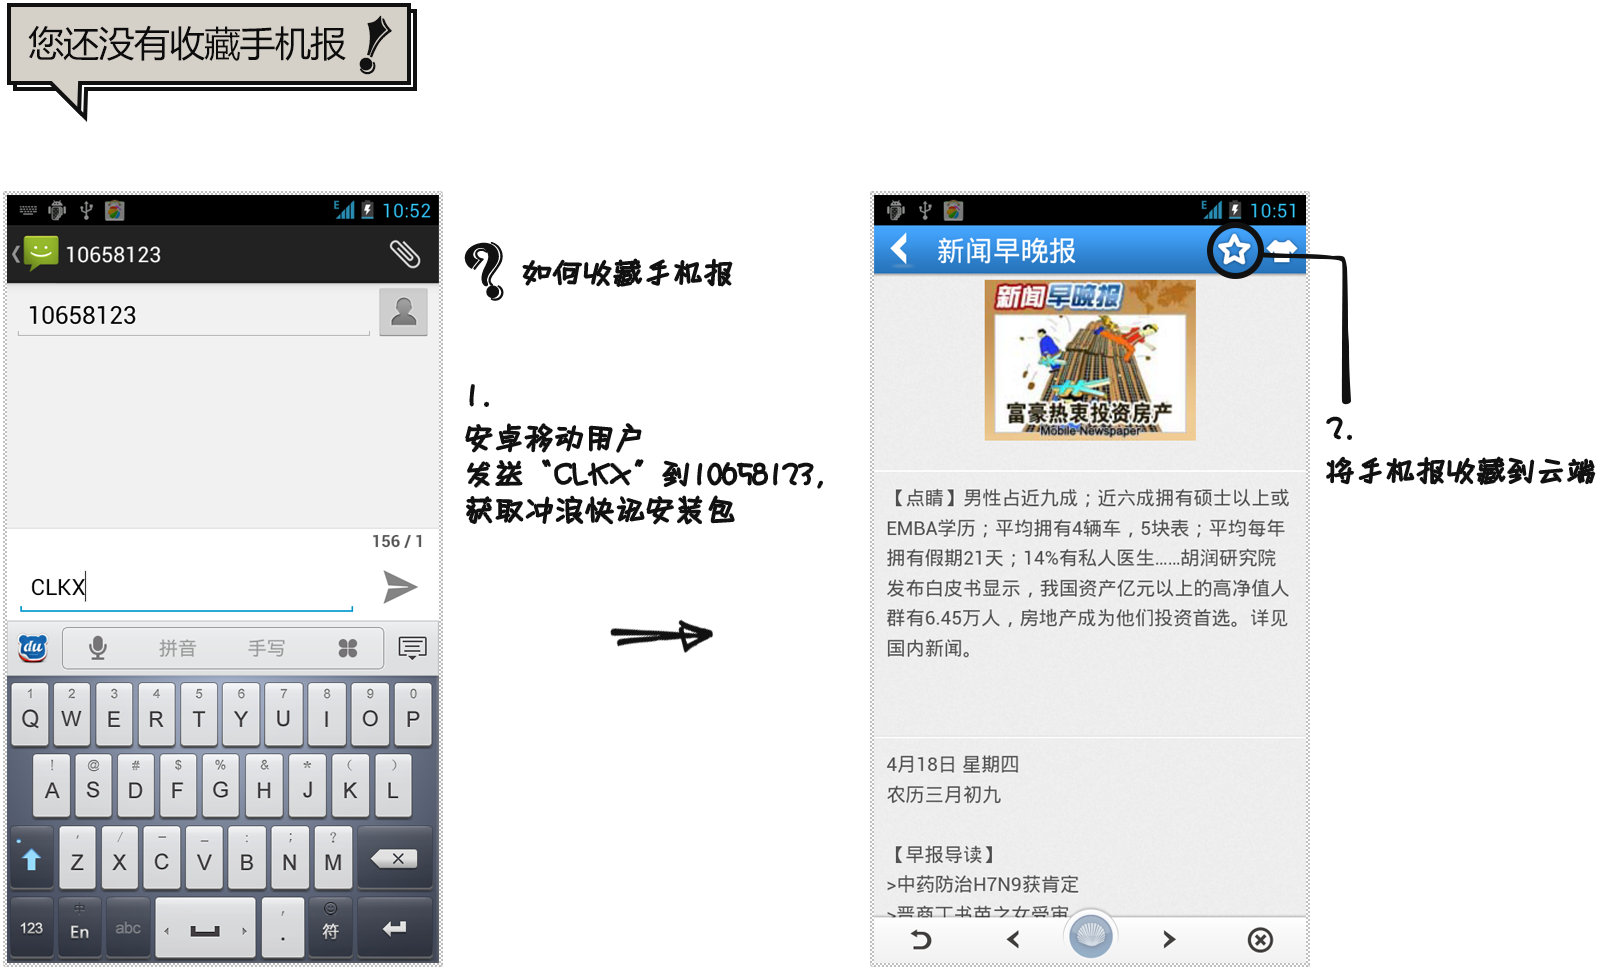 您还没有收藏手机报!
10:52
10658123
10658123
156 / 1
CLKX
du
拼音
手写
1 2 3 4 5 6 7 8 9 0
Q W E R T Y U I O P
! @ # $ % & * ( )
A S D F G H J K L
' / – _ : ; ?
Z X C V B N M
123
中
En
abc
,
.
符
?
如何收藏手机报
1.
安卓移动用户
发送“CLKX”到10658123,
获取冲浪快讯安装包
E
10:51
新闻早晚报
新闻早晚报
富豪热衷投资房产
Mobile Newspaper
【点睛】男性占近九成；近六成拥有硕士以上或
EMBA学历；平均拥有4辆车，5块表；平均每年
拥有假期21天；14%有私人医生……胡润研究院
发布白皮书显示，我国资产亿元以上的高净值人
群有6.45万人，房地产成为他们投资首选。详见
国内新闻。
4月18日 星期四
农历三月初九
【早报导读】
>中药防治H7N9获肯定
>晋商丁书苗之女受审
2.
将手机报收藏到云端